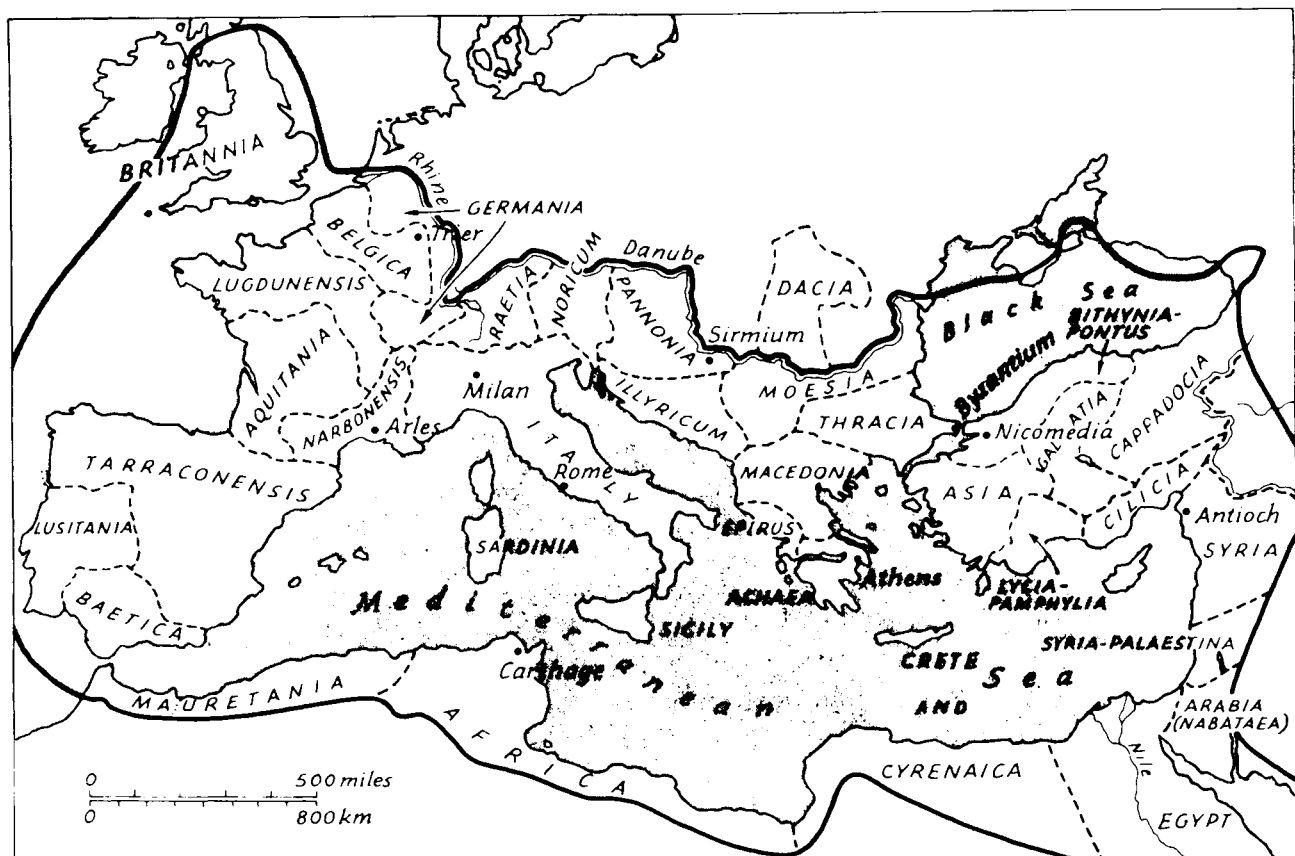 BRITANNIA
Rhine
GERMANIA
BELGICA
Trier
LUGDUNENSIS
RAETIA
NORICUM
Danube
PANNONIA
DACIA
Sirmium
Black Sea
BITHYNIA-
PONTUS
AQUITANIA
NARBONENSIS
Milan
Arles
ILLYRICUM
MOESIA
THRACIA
Byzantium
Nicomedia
GALATIA
CAPPADOCIA
TARRACONENSIS
ITALY
Rome
MACEDONIA
ASIA
CILICIA
Antioch
SYRIA
LUSITANIA
SARDINIA
EPIRUS
Athens
ACHAEA
LYCIA-
PAMPHYLIA
BAETICA
Mediterranean Sea
SICILY
CRETE
AND
CYRENAICA
SYRIA-PALAESTINA
Carthage
MAURETANIA
AFRICA
ARABIA
(NABATAEA)
Nile
EGYPT
0 500 miles
0 800 km